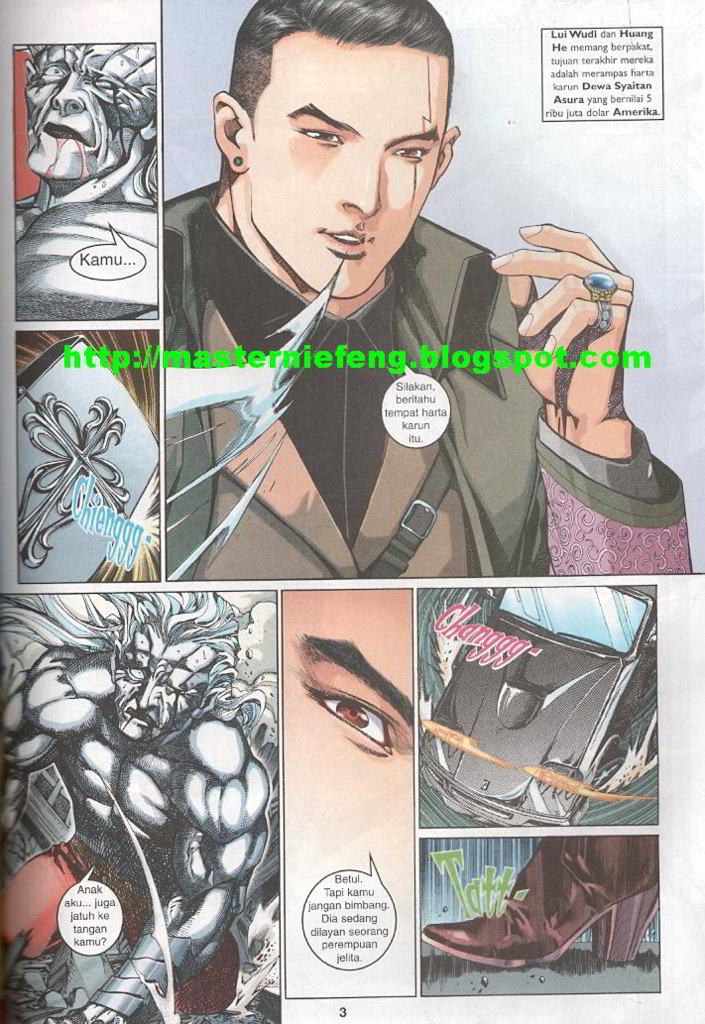 Lui Wudi dan Huang
He memang berpakat,
tujuan terakhir mereka
adalah merampas harta
karun Dewa Syaitan
Asura yang bernilai 5
ribu juta dolar Amerika.
Kamu...
http://masterniefeng.blogspot.com
Silakan,
beritahu
tempat harta
karun
itu.
Chienggg-
Anak
aku... juga
jatuh ke
tangan
kamu?
Betul.
Tapi kamu
jangan bimbang.
Dia sedang
dilayan seorang
perempuan
jelita.
Changgg-
Tatt-
3